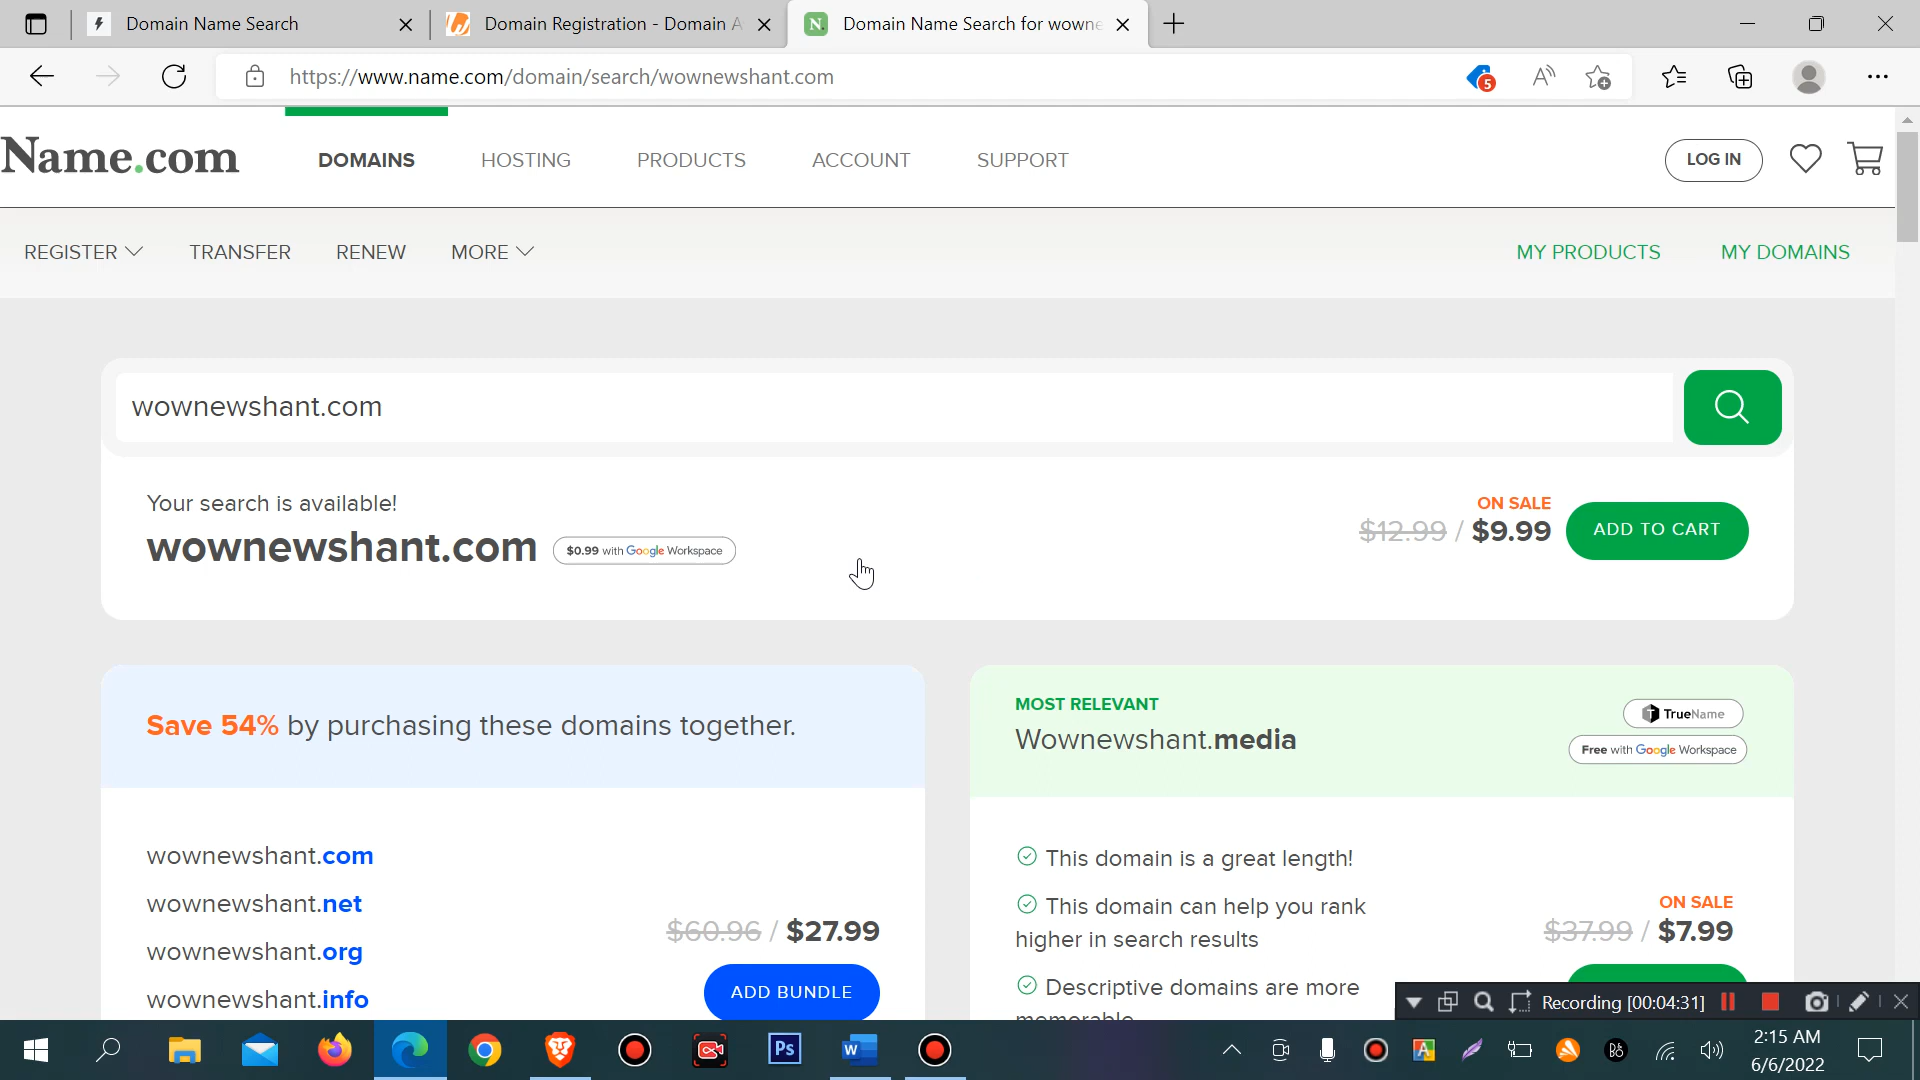 Domain Name Search
Domain Registration - Domain A
Domain Name Search for wowne
https://www.name.com/domain/search/wownewshant.com
5
Name.com
DOMAINS
HOSTING
PRODUCTS
ACCOUNT
SUPPORT
LOG IN
REGISTER
TRANSFER
RENEW
MORE
MY PRODUCTS
MY DOMAINS
wownewshant.com
Your search is available!
wownewshant.com
$0.99 with Google Workspace
ON SALE
$12.99 / $9.99
ADD TO CART
Save 54% by purchasing these domains together.
wownewshant.com
wownewshant.net
wownewshant.org
wownewshant.info
$60.96 / $27.99
ADD BUNDLE
MOST RELEVANT
Wownewshant.media
TrueName
Free with Google Workspace
This domain is a great length!
This domain can help you rank
higher in search results
Descriptive domains are more
memorable
ON SALE
$37.99 / $7.99
Recording [00:04:31]
Ps
W
2:15 AM
6/6/2022